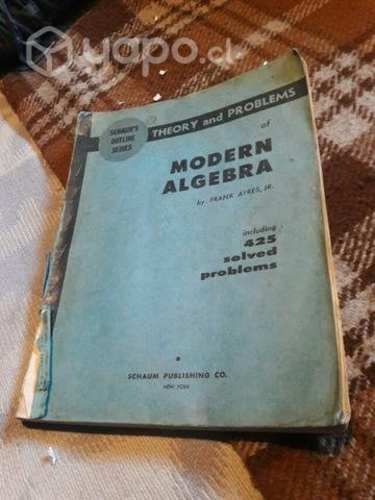 yapo.cl
SCHAUM'S
OUTLINE
SERIES
THEORY and PROBLEMS
of
MODERN
ALGEBRA
by FRANK AYRES, JR.
including
425
solved
problems
SCHAUM PUBLISHING CO.
NEW YORK